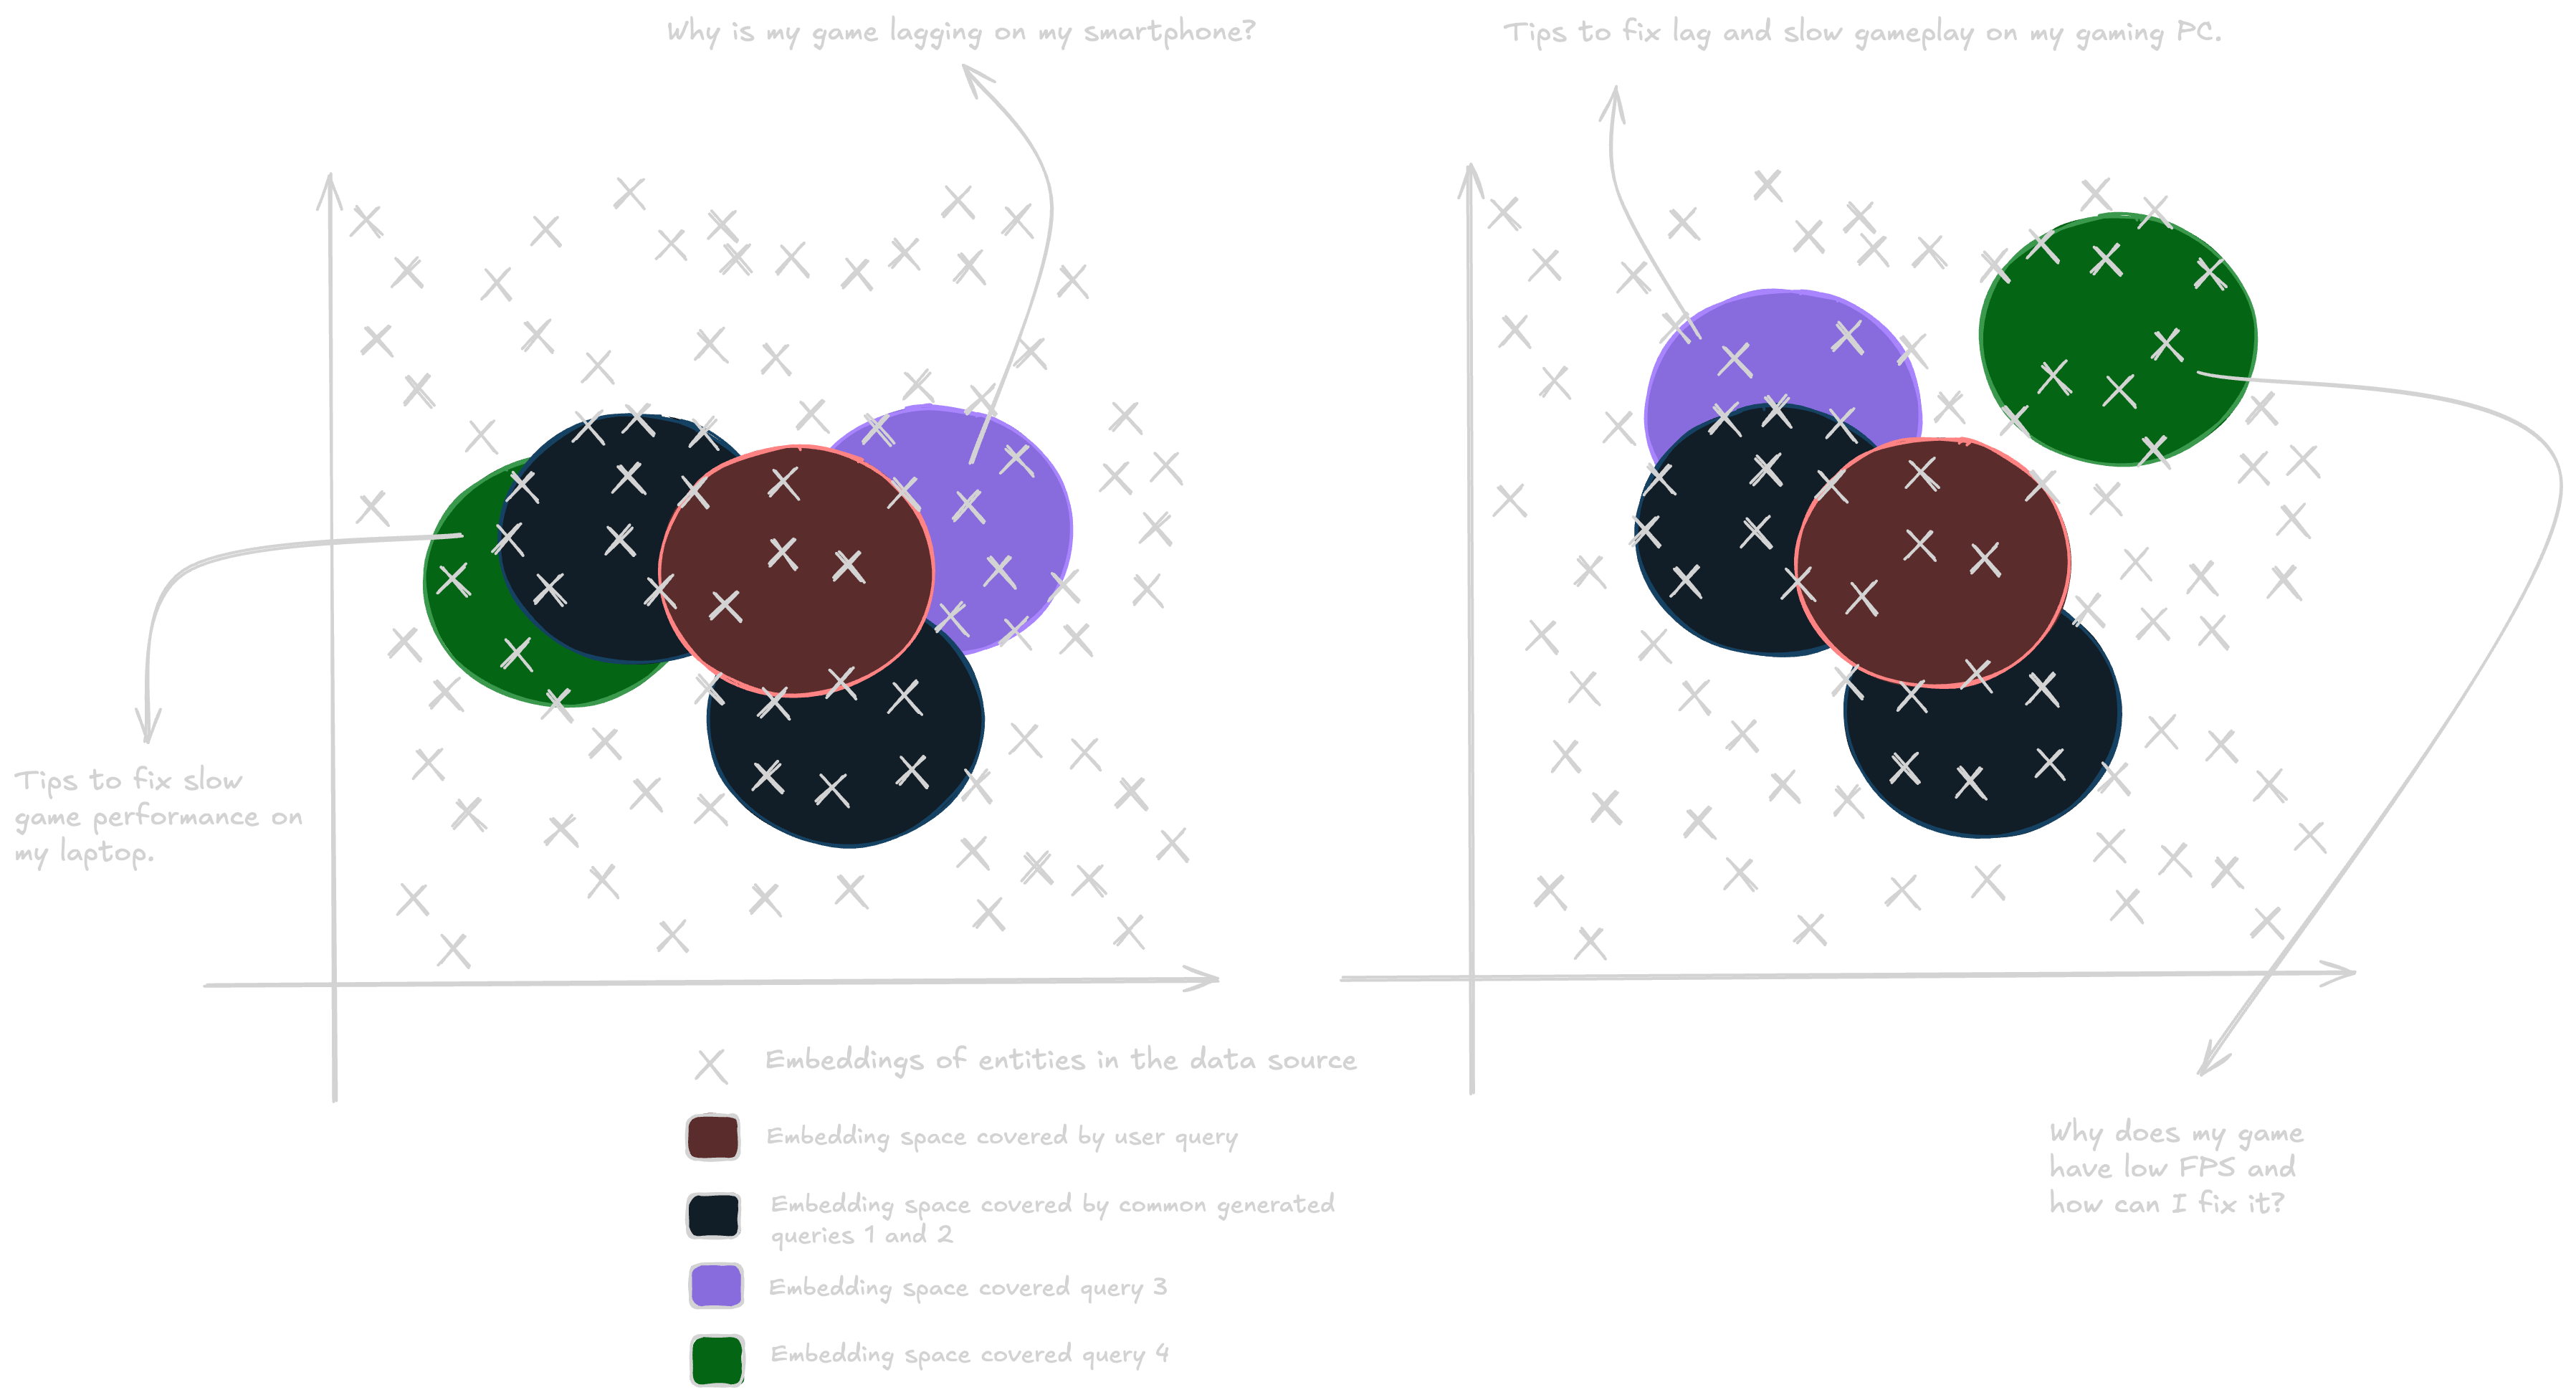 Why is my game lagging on my smartphone?
Tips to fix lag and slow gameplay on my gaming PC.
Tips to fix slow
game performance on
my laptop.
Embeddings of entities in the data source
Embedding space covered by user query
Embedding space covered by common generated
queries 1 and 2
Embedding space covered query 3
Embedding space covered query 4
Why does my game
have low FPS and
how can I fix it?